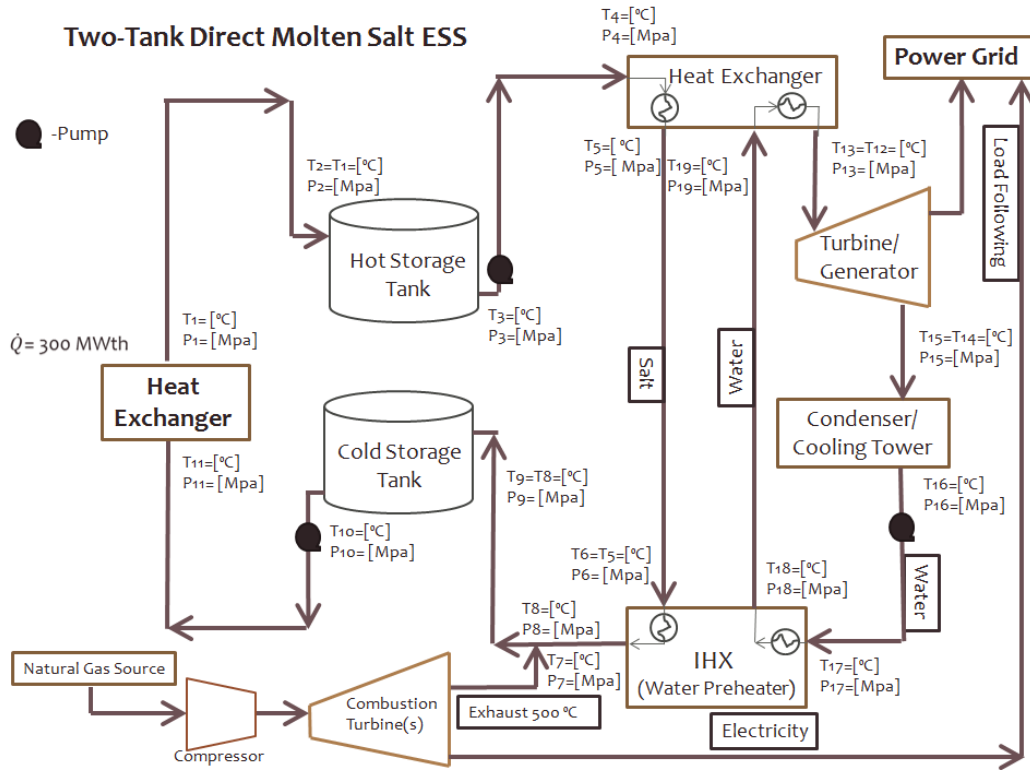 Two-Tank Direct Molten Salt ESS
T4=[ºC]
P4=[Mpa]
Power Grid
Heat Exchanger
-Pump
T2=T1=[ºC]
P2=[Mpa]
T5=[ ºC]
P5=[Mpa]
T19=[ºC]
P19=[Mpa]
T13=T12=[ºC]
P13=[Mpa]
Load Following
Hot Storage
Tank
Turbine/
Generator
T3=[ºC]
P3=[Mpa]
T1= [ºC]
P1= [Mpa]
Q̇= 300 MWth
T15=T14=[ºC]
P15=[Mpa]
Salt
Water
Heat
Exchanger
Cold Storage
Tank
Condenser/
Cooling Tower
T11=[ºC]
P11= [Mpa]
T9=T8=[ºC]
P9=[Mpa]
T16=[ºC]
P16=[Mpa]
T10=[ºC]
P10=[Mpa]
T6=T5=[ºC]
P6= [Mpa]
T18=[ºC]
P18=[Mpa]
Water
T8=[ºC]
P8= [Mpa]
T7=[ºC]
P7=[Mpa]
IHX
(Water Preheater)
T17=[ºC]
P17=[Mpa]
Natural Gas Source
Combustion
Turbine(s)
Exhaust 500 ºC
Electricity
Compressor